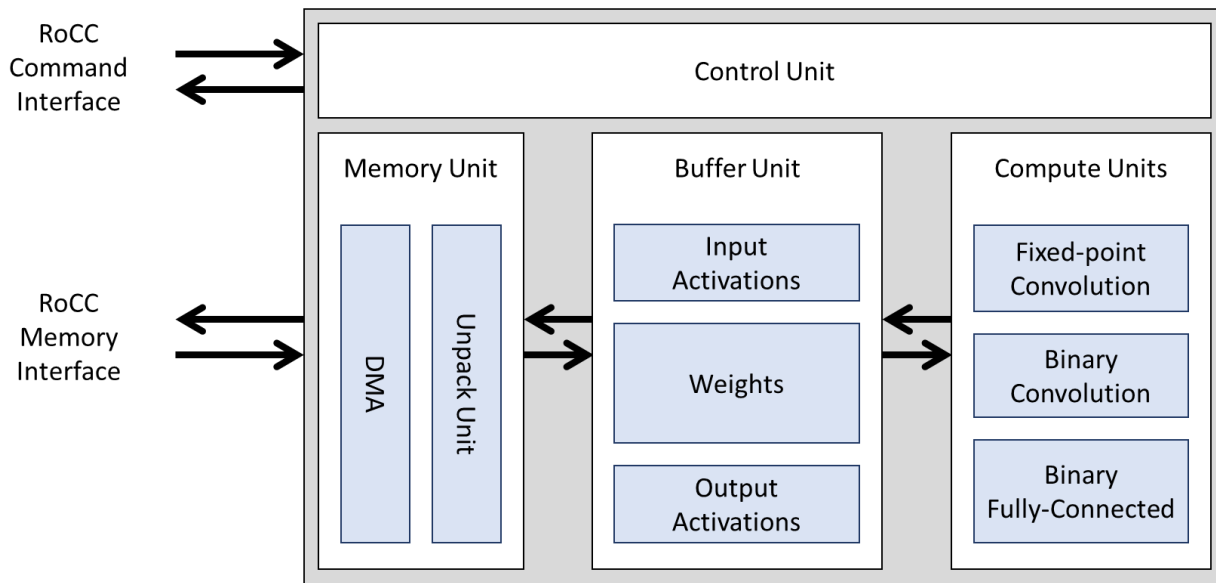 RoCC
Command
Interface
Control Unit
Memory Unit
Buffer Unit
Compute Units
RoCC
Memory
Interface
DMA
Unpack Unit
Input
Activations
Weights
Output
Activations
Fixed-point
Convolution
Binary
Convolution
Binary
Fully-Connected